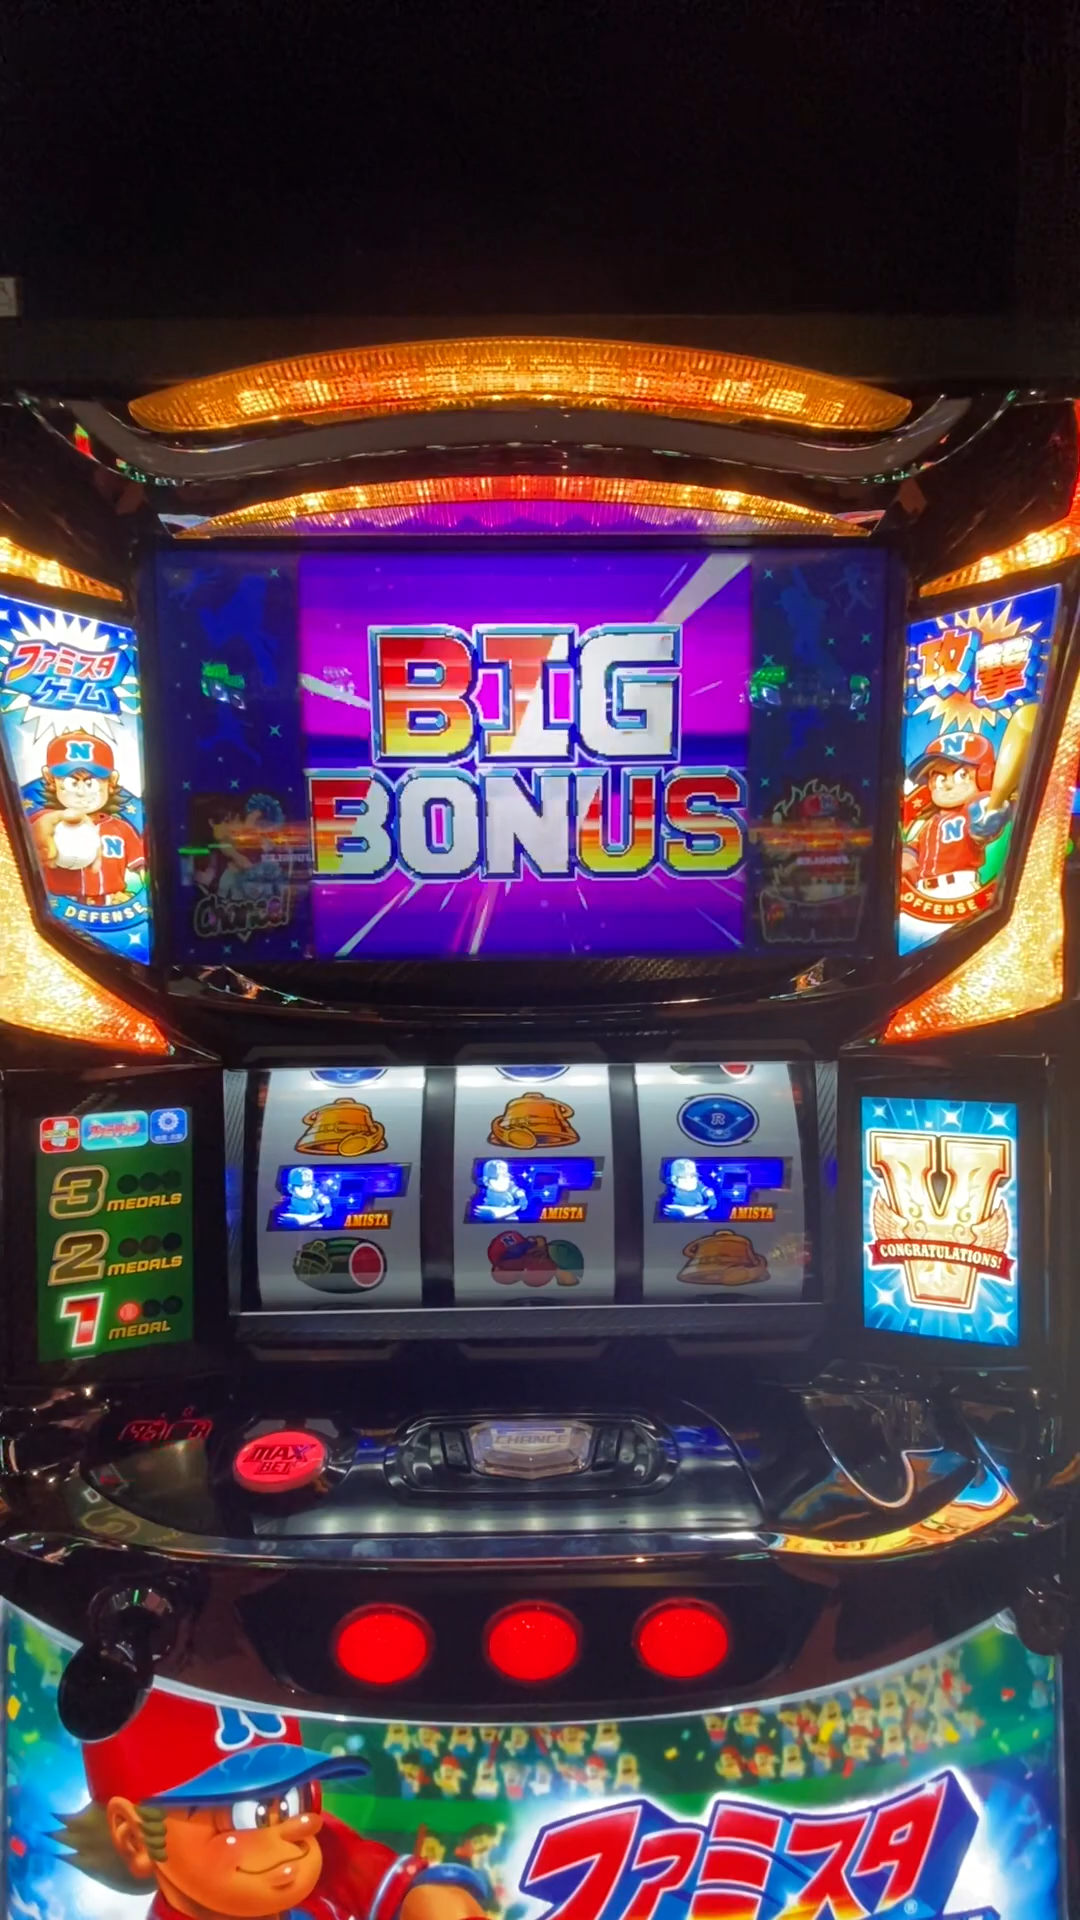 BIG
BONUS
ファミスタ
ゲーム
N
N
DEFENSE
Chance!
攻撃
N
N
OFFENSE
R
3 MEDALS
2 MEDALS
1 MEDAL
F AMISTA
F AMISTA
F AMISTA
N
V
CONGRATULATIONS!
MAX
BET
CHANCE
N
ファミスタ
®